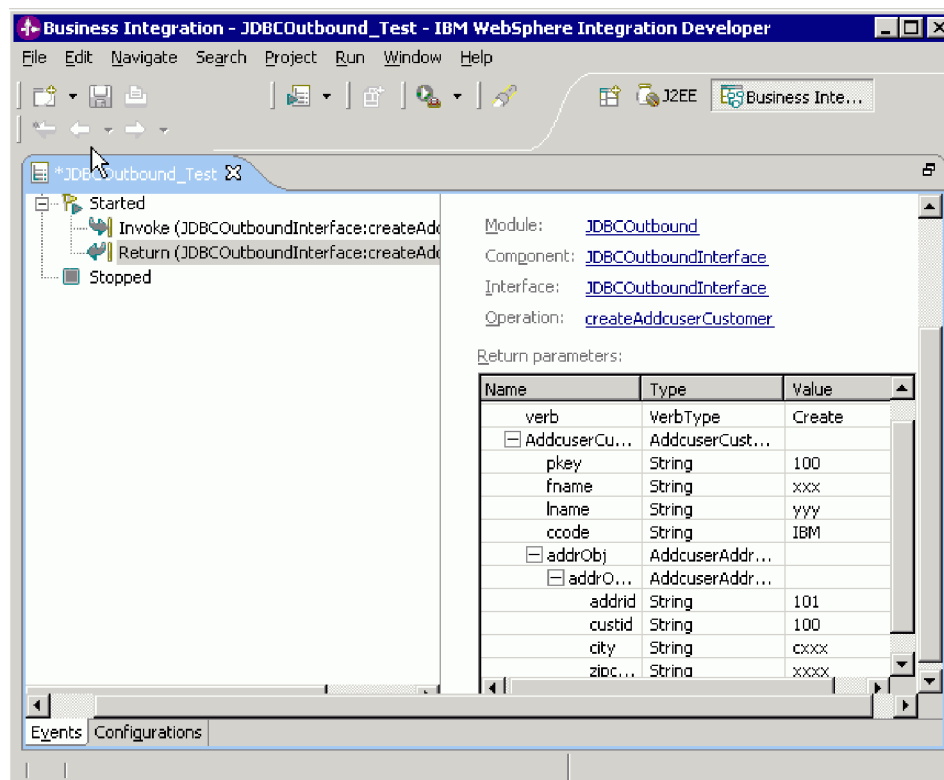 Business Integration - JDBCOutbound_Test - IBM WebSphere Integration Developer
File Edit Navigate Search Project Run Window Help
J2EE Business Inte...
*JDBCOutbound_Test
Started
Invoke (JDBCOutboundInterface:createAdd
Return (JDBCOutboundInterface:createAdd
Stopped
Module: JDBCOutbound
Component: JDBCOutboundInterface
Interface: JDBCOutboundInterface
Operation: createAddcuserCustomer
Return parameters:
Name Type Value
verb VerbType Create
AddcuserCu... AddcuserCust...
pkey String 100
fname String xxx
lname String yyy
ccode String IBM
addrObj AddcuserAddr...
addrO... AddcuserAddr...
addrid String 101
custid String 100
city String cxxx
zipc... String xxxx
Events Configurations